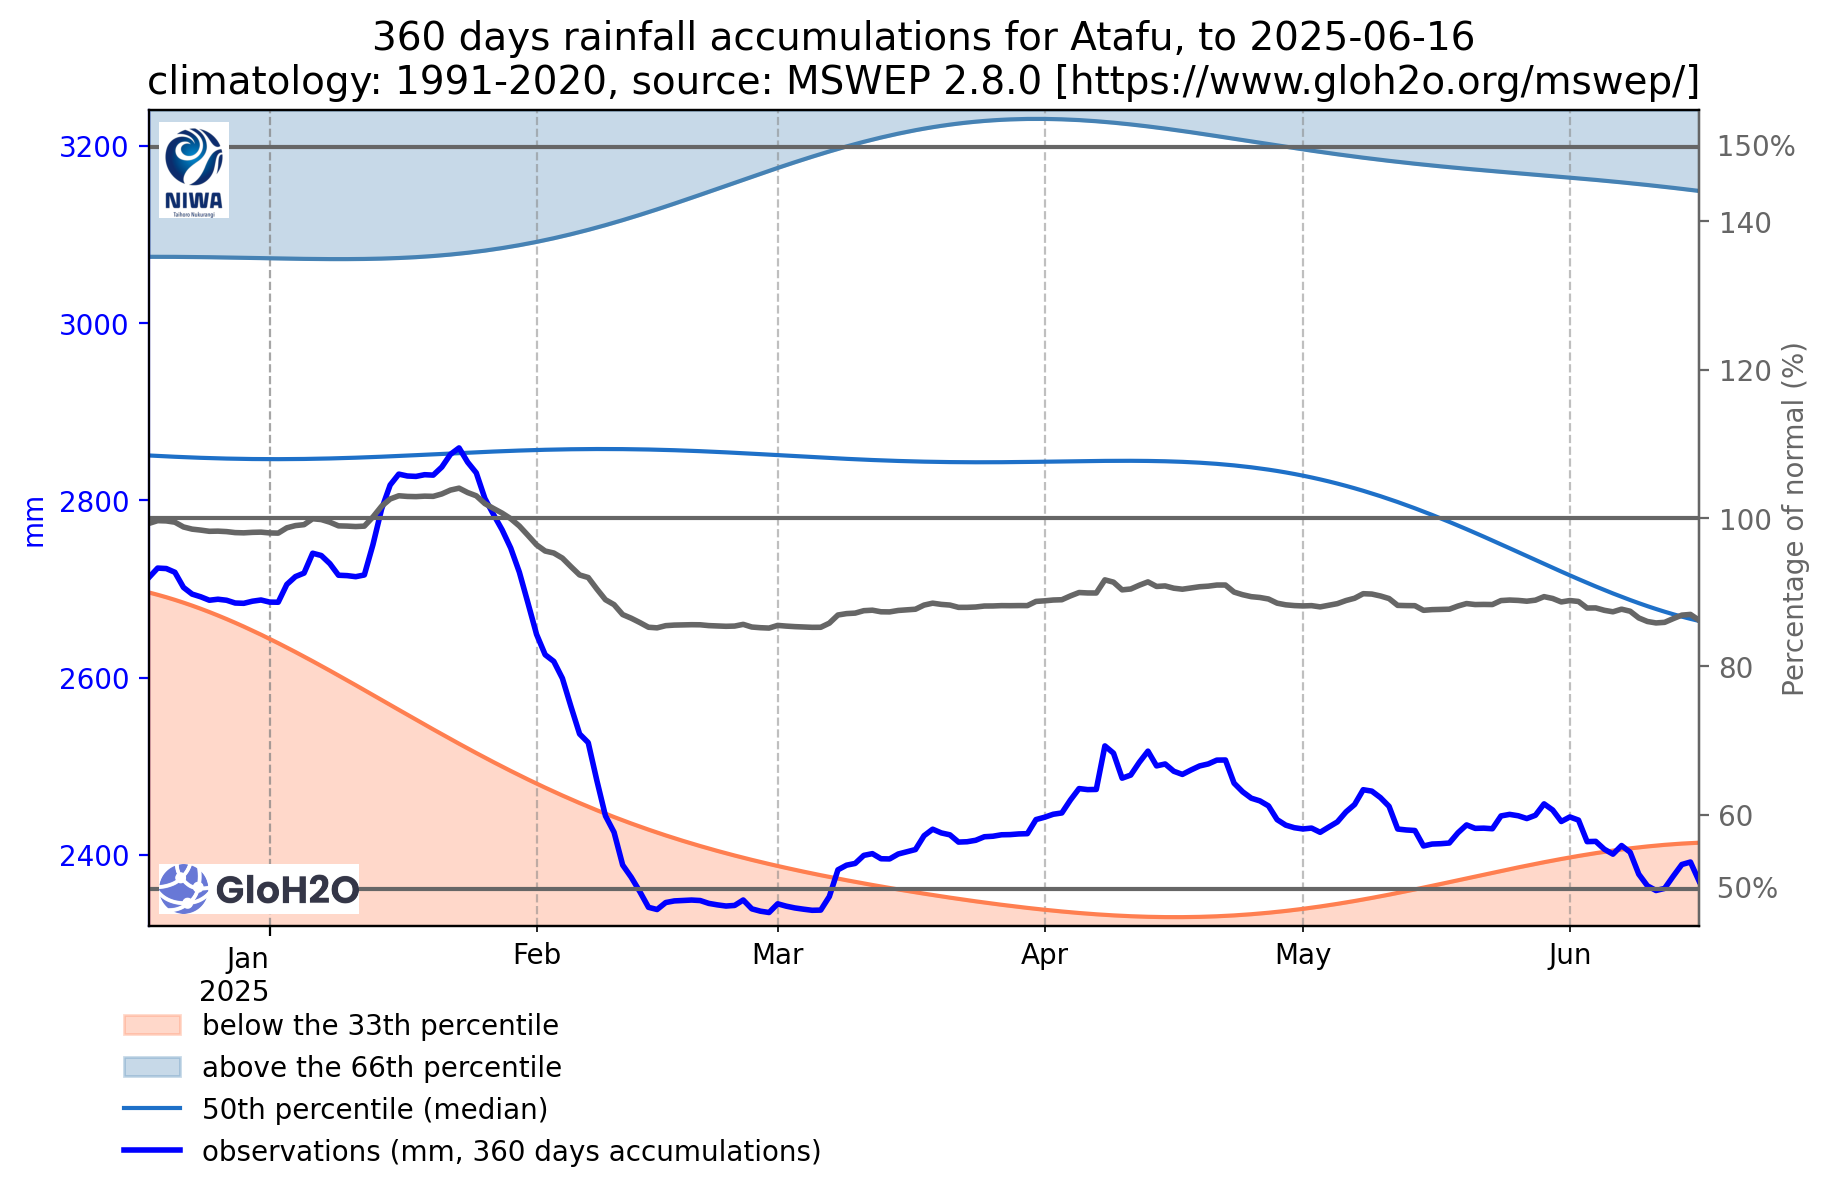 360 days rainfall accumulations for Atafu, to 2025-06-16
climatology: 1991-2020, source: MSWEP 2.8.0 [https://www.gloh2o.org/mswep/]
NIWA
Taihoro Nukurangi
3200
3000
2800
2600
2400
mm
150%
140
120
100
80
60
50%
Percentage of normal (%)
GloH2O
Jan
2025
Feb
Mar
Apr
May
Jun
below the 33th percentile
above the 66th percentile
50th percentile (median)
observations (mm, 360 days accumulations)